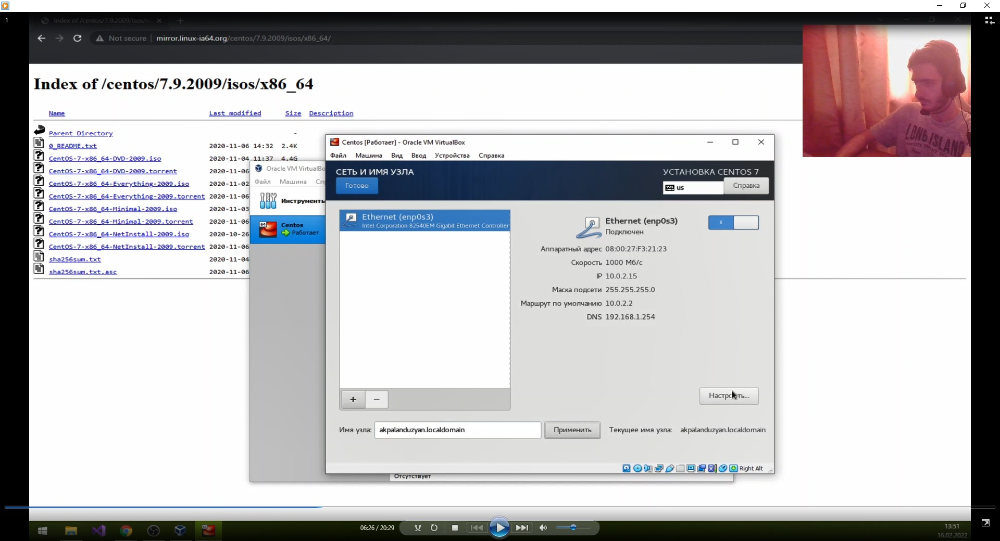 1
Index of /centos/7.9.2009/isos/x
Not secure
mirror.linux-ia64.org/centos/7.9.2009/isos/x86_64/
Index of /centos/7.9.2009/isos/x86_64
Name Last modified Size Description
Parent Directory -
0_README.txt 2020-11-06 14:32 2.4K
CentOS-7-x86_64-DVD-2009.iso 2020-11-04 11:37 4.4G
CentOS-7-x86_64-DVD-2009.torrent 2020-11-06
CentOS-7-x86_64-Everything-2009.iso 2020-11-02
CentOS-7-x86_64-Everything-2009.torrent 2020-11-06
CentOS-7-x86_64-Minimal-2009.iso 2020-11-03
CentOS-7-x86_64-Minimal-2009.torrent 2020-11-06
CentOS-7-x86_64-NetInstall-2009.iso 2020-10-26
CentOS-7-x86_64-NetInstall-2009.torrent 2020-11-06
sha256sum.txt 2020-11-04
sha256sum.txt.asc 2020-11-06
LONG ISLAND
Oracle VM VirtualBo
Файл Машина Сп
Инструменты
64
Centos
Работает
Отсутствует
Centos [Работает] - Oracle VM VirtualBox
Файл Машина Вид Ввод Устройства Справка
СЕТЬ И ИМЯ УЗЛА
УСТАНОВКА CENTOS 7
Готово
us
Справка
Ethernet (enp0s3)
Intel Corporation 82540EM Gigabit Ethernet Controller
Ethernet (enp0s3)
Подключен
Аппаратный адрес 08:00:27:F3:21:23
Скорость 1000 Мб/с
IP 10.0.2.15
Маска подсети 255.255.255.0
Маршрут по умолчанию 10.0.2.2
DNS 192.168.1.254
Настроить...
Имя узла: akpalanduzyan.localdomain
Применить
Текущее имя узла: akpalanduzyan.localdomain
Right Alt
06:26 / 20:29
13:51
16.02.2022